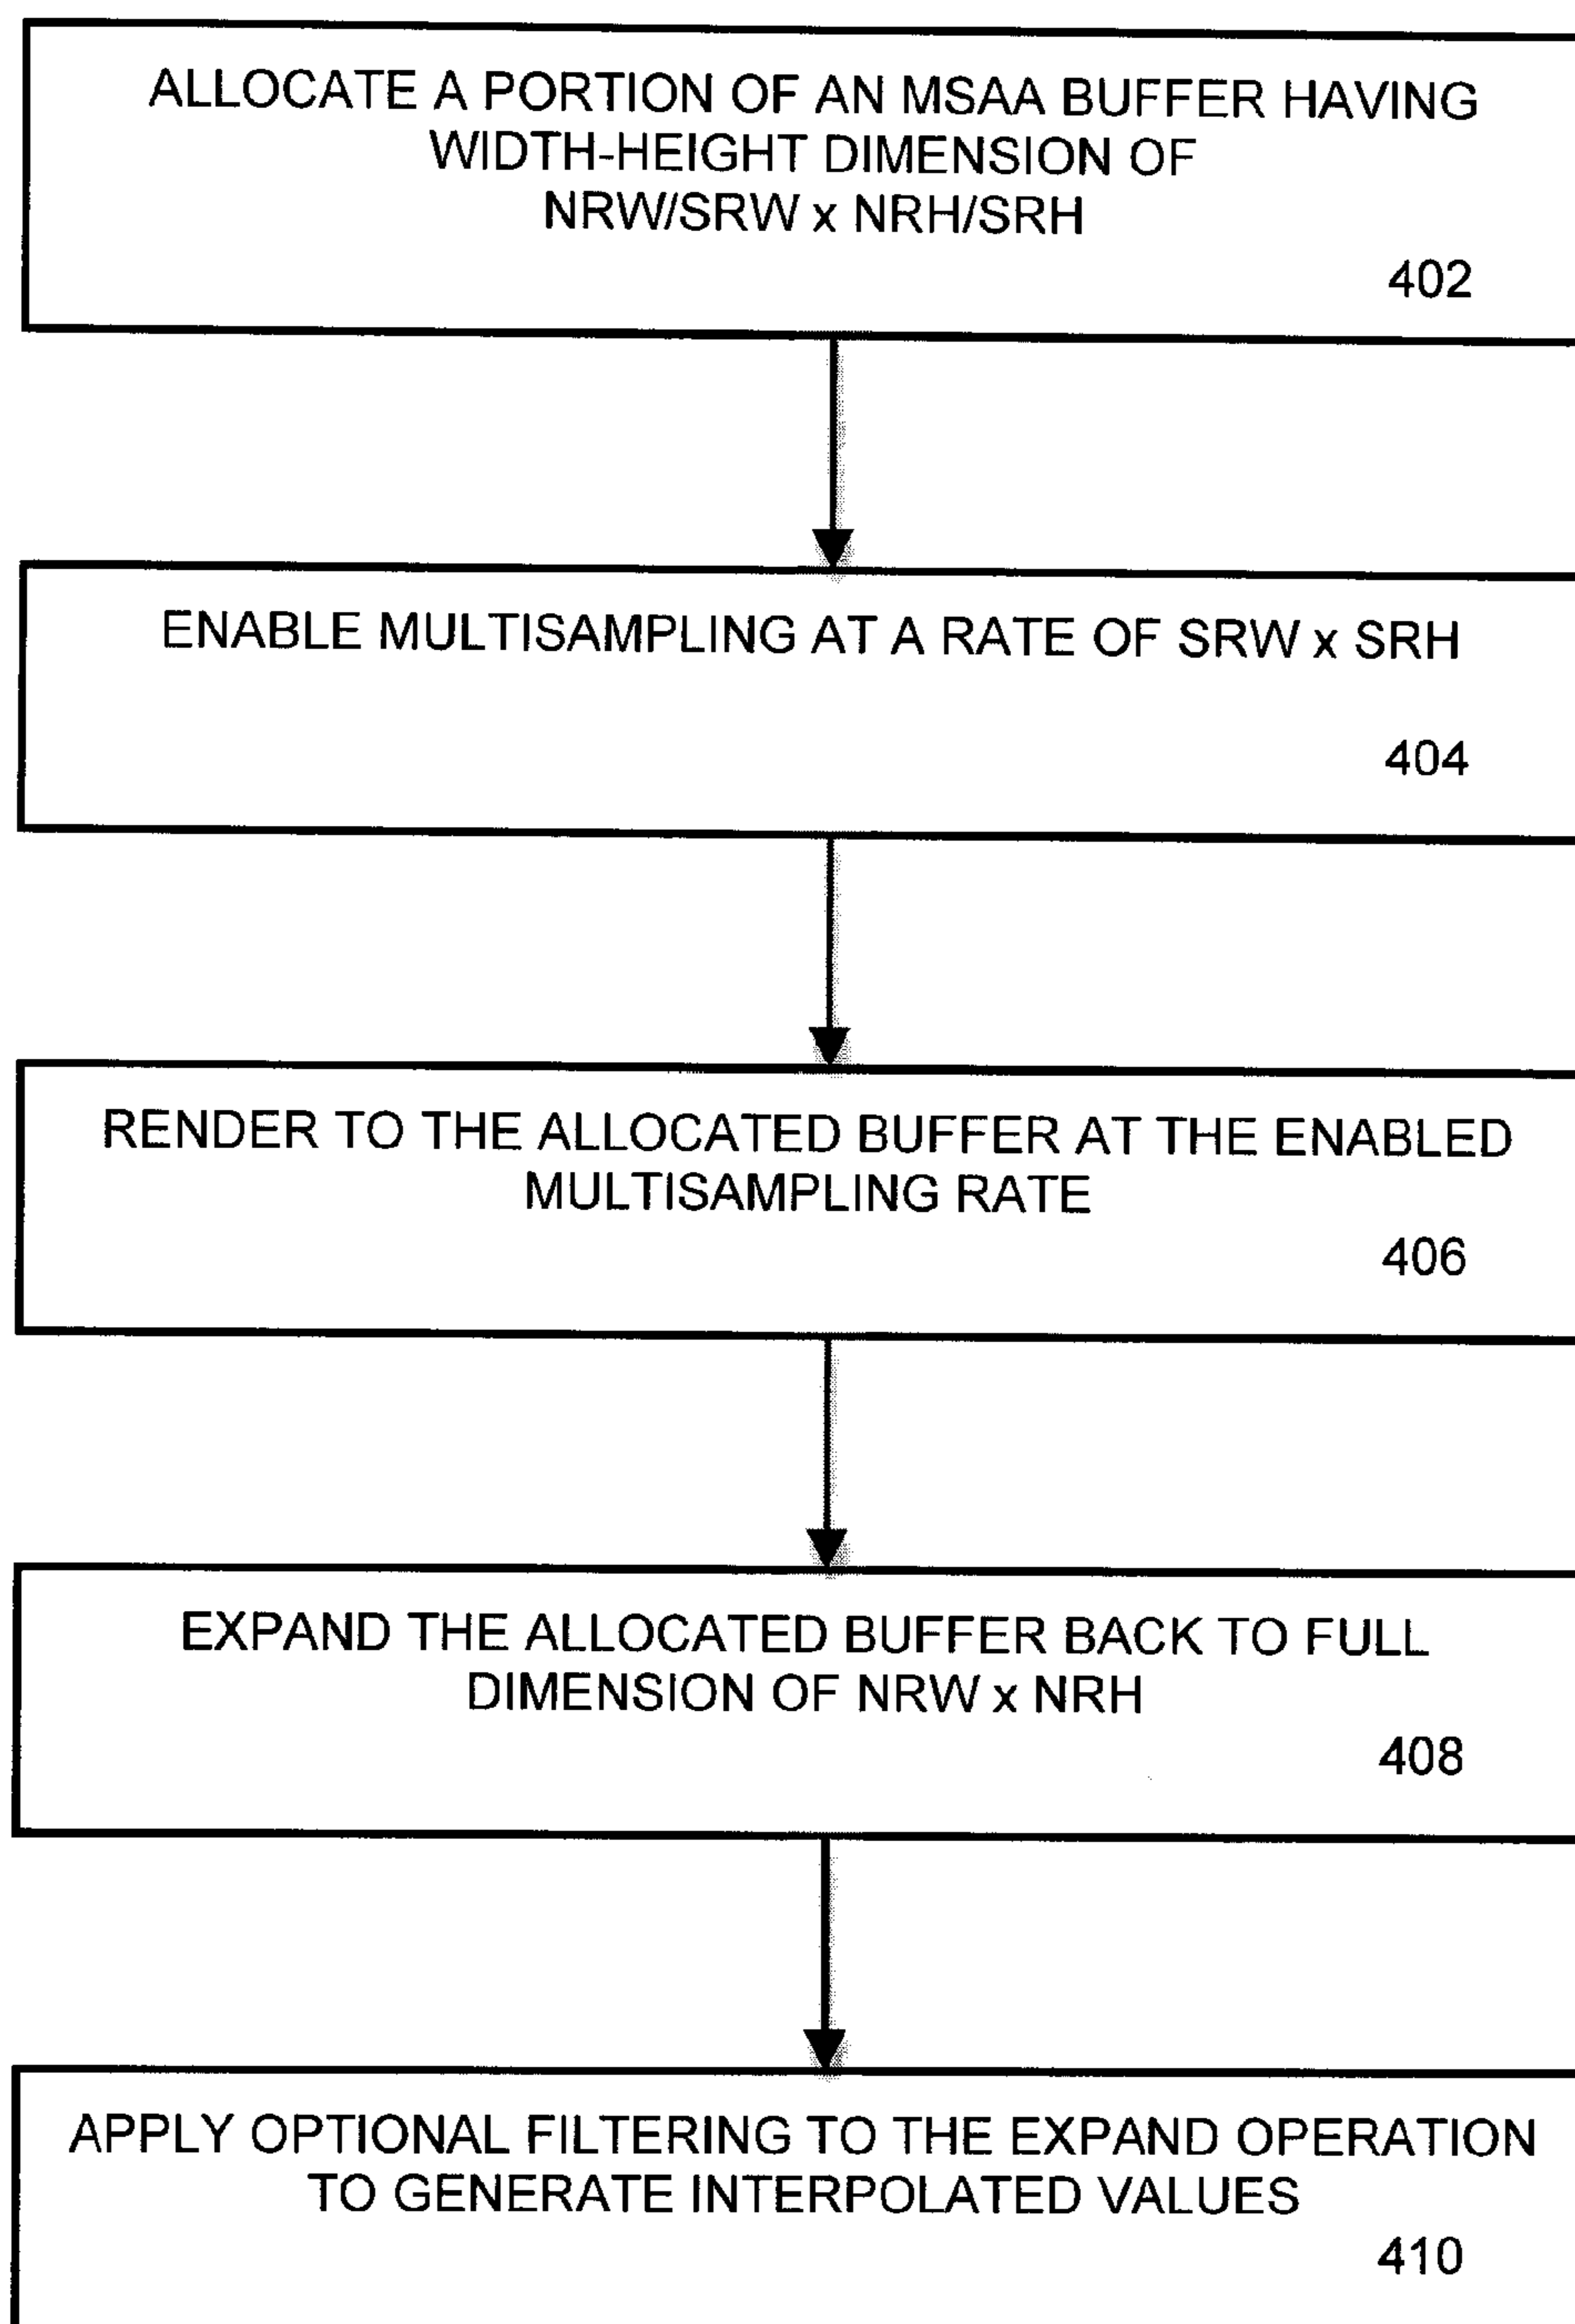 ALLOCATE A PORTION OF AN MSAA BUFFER HAVING
WIDTH-HEIGHT DIMENSION OF
NRW/SRW x NRH/SRH
402
ENABLE MULTISAMPLING AT A RATE OF SRW x SRH
404
RENDER TO THE ALLOCATED BUFFER AT THE ENABLED
MULTISAMPLING RATE
406
EXPAND THE ALLOCATED BUFFER BACK TO FULL
DIMENSION OF NRW x NRH
408
APPLY OPTIONAL FILTERING TO THE EXPAND OPERATION
TO GENERATE INTERPOLATED VALUES
410